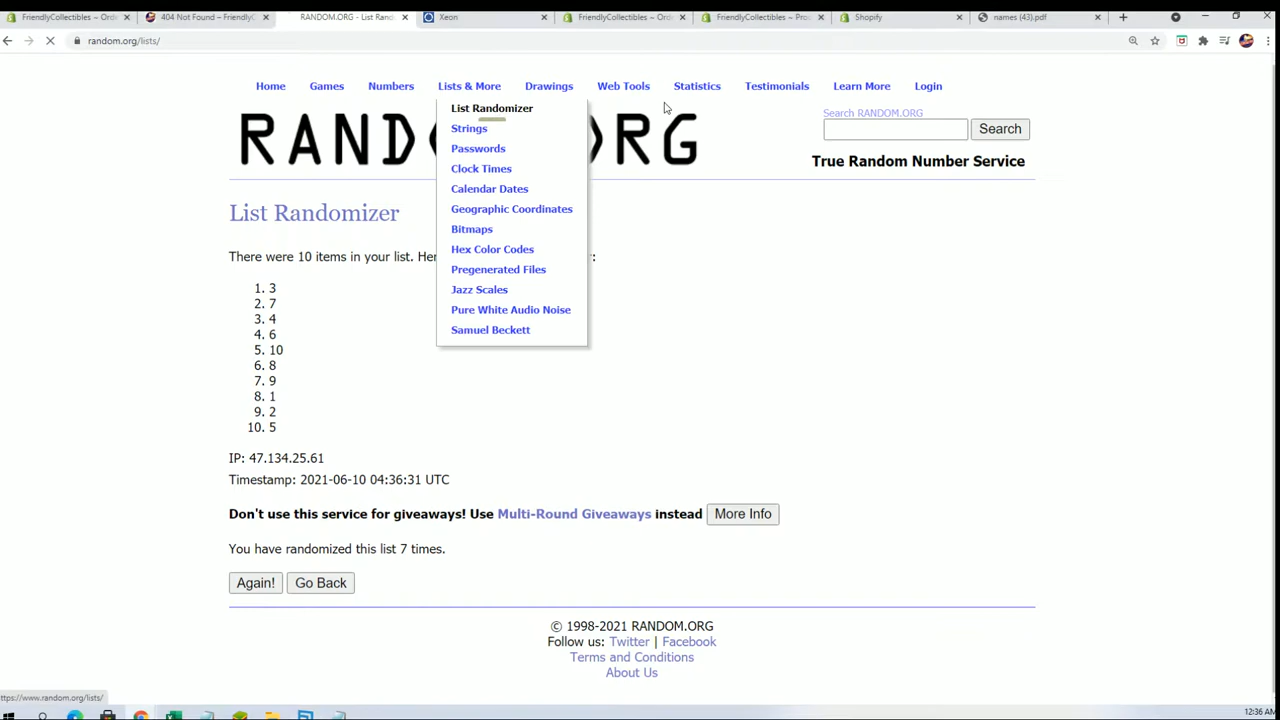 FriendlyCollectibles ~ Ord
404 Not Found – FriendlyC
RANDOM.ORG - List Rand
Xeon
FriendlyCollectibles ~ Ord
FriendlyCollectibles ~ Pro
Shopify
names (43).pdf
random.org/lists/
Home Games Numbers Lists & More Drawings Web Tools Statistics Testimonials Learn More Login
List Randomizer
Strings
Passwords
Clock Times
Calendar Dates
Geographic Coordinates
Bitmaps
Hex Color Codes
Pregenerated Files
Jazz Scales
Pure White Audio Noise
Samuel Beckett
Search RANDOM.ORG
Search
True Random Number Service
List Randomizer
There were 10 items in your list. Her
1. 3
2. 7
3. 4
4. 6
5. 10
6. 8
7. 9
8. 1
9. 2
10. 5
IP: 47.134.25.61
Timestamp: 2021-06-10 04:36:31 UTC
Don't use this service for giveaways! Use Multi-Round Giveaways instead More Info
You have randomized this list 7 times.
Again! Go Back
© 1998-2021 RANDOM.ORG
Follow us: Twitter | Facebook
Terms and Conditions
About Us
ttps://www.random.org/lists/
12:36 AM